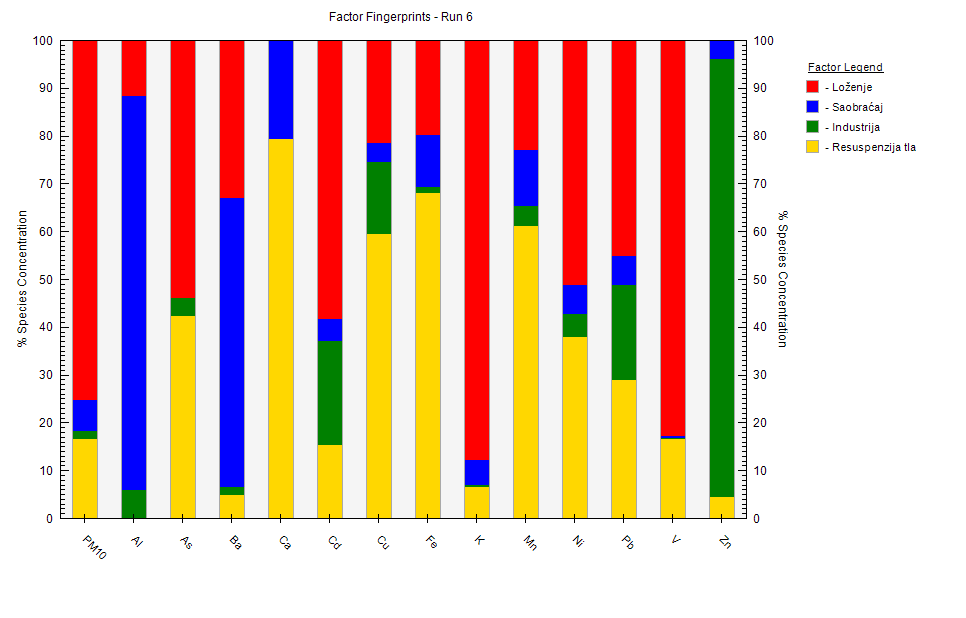 Factor Fingerprints - Run 6
Factor Legend
- Loženje
- Saobraćaj
- Industrija
- Resuspenzija tla
% Species Concentration
100
90
80
70
60
50
40
30
20
10
0
100
90
80
70
60
50
40
30
20
10
0
% Species Concentration
PM10
Al
As
Ba
Ca
Cd
Cu
Fe
K
Mn
Ni
Pb
V
Zn